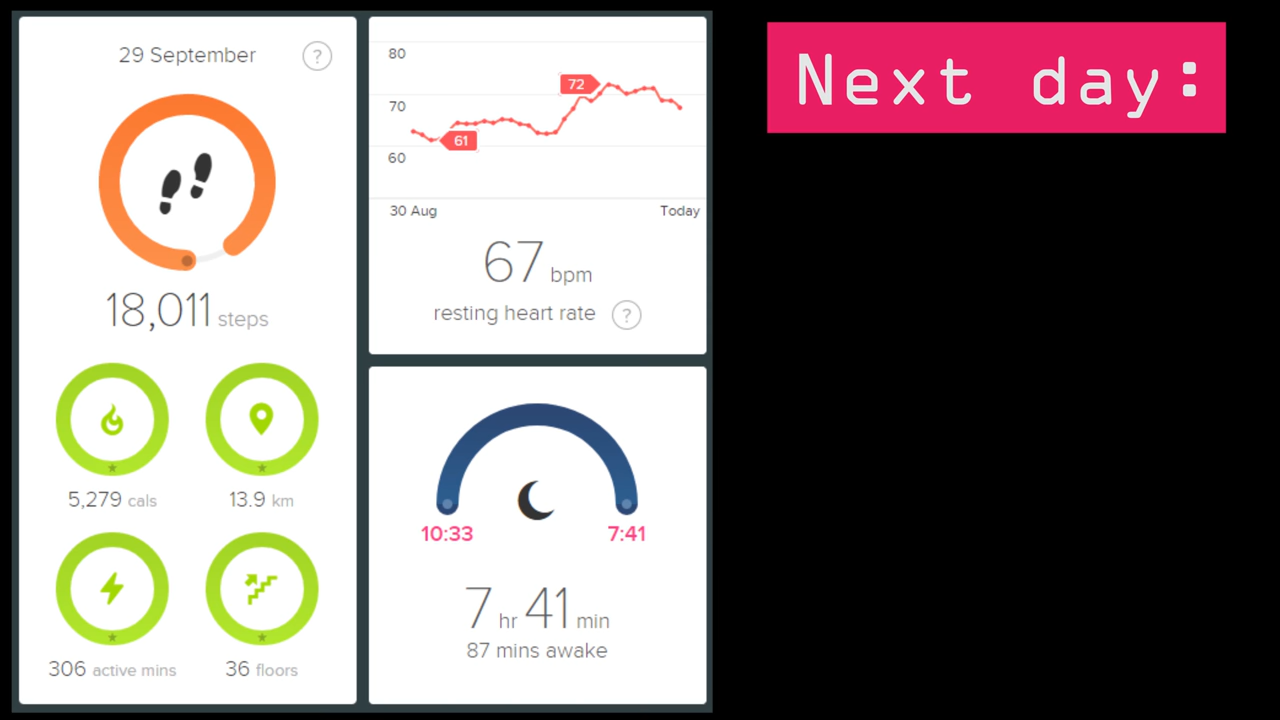 29 September
?
18,011 steps
5,279 cals
13.9 km
306 active mins
36 floors
80
72
70
61
60
30 Aug
Today
67 bpm
resting heart rate ?
10:33
7:41
7 hr 41 min
87 mins awake
Next day: